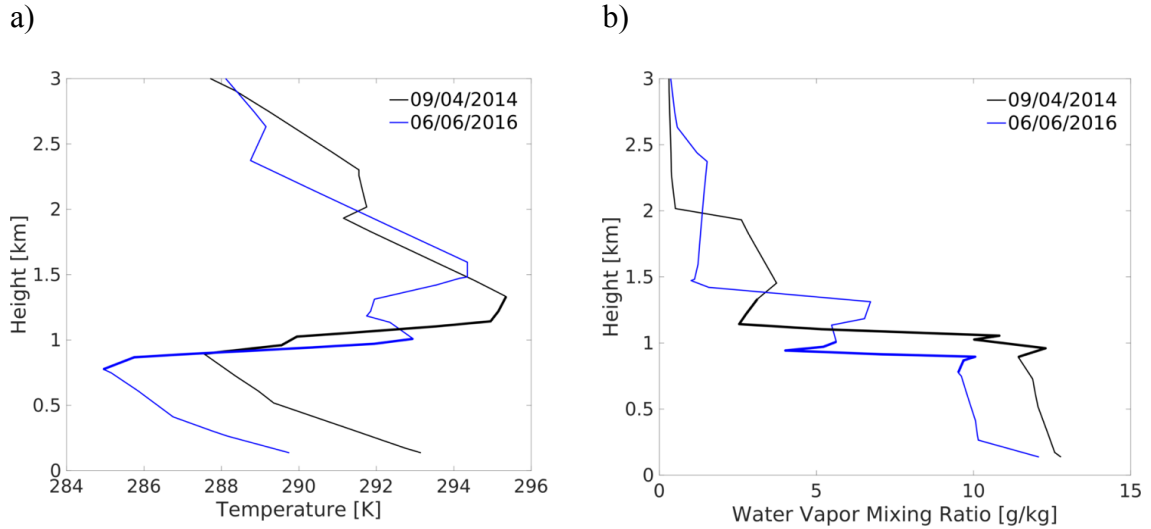 a)
3
2.5
2
1.5
1
0.5
0
284 286 288 290 292 294 296
Height [km]
Temperature [K]
09/04/2014
06/06/2016
b)
3
2.5
2
1.5
1
0.5
0
0 5 10 15
Height [km]
Water Vapor Mixing Ratio [g/kg]
09/04/2014
06/06/2016